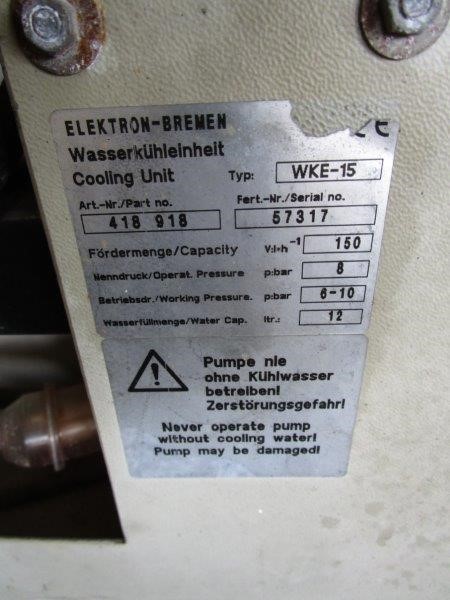 ELEKTRON-BREMEN CE
Wasserkühleinheit
Cooling Unit Typ: WKE-15
Art.-Nr./Part no. Fert.-Nr./Serial no.
418 918 57317
Fördermenge/Capacity V:l·h⁻¹ 150
Nenndruck/Operat. Pressure p:bar 8
Betriebsdr./Working Pressure. p:bar 6-10
Wasserfüllmenge/Water Cap. ltr.: 12
Pumpe nie
ohne Kühlwasser
betreiben!
Zerstörungsgefahr!
Never operate pump
without cooling water!
Pump may be damaged!